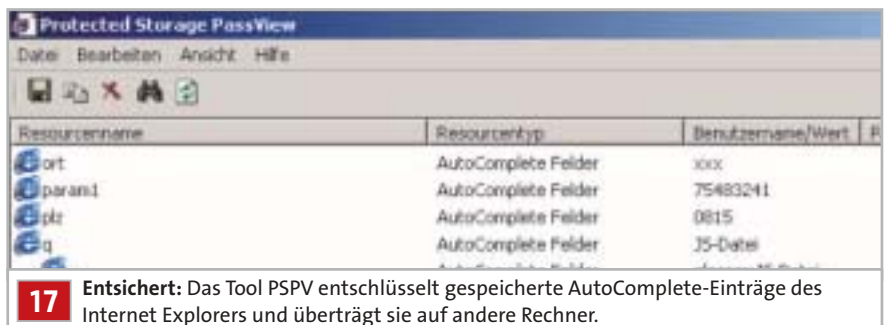 Protected Storage PassView
Datei Bearbeiten Ansicht Hilfe
Resourcenname Resourcentyp Benutzername/Wert
ort AutoComplete Felder xxx
param1 AutoComplete Felder 75483241
plz AutoComplete Felder 0815
q AutoComplete Felder JS-Datei
17 Entsichert: Das Tool PSPV entschlüsselt gespeicherte AutoComplete-Einträge des
Internet Explorers und überträgt sie auf andere Rechner.